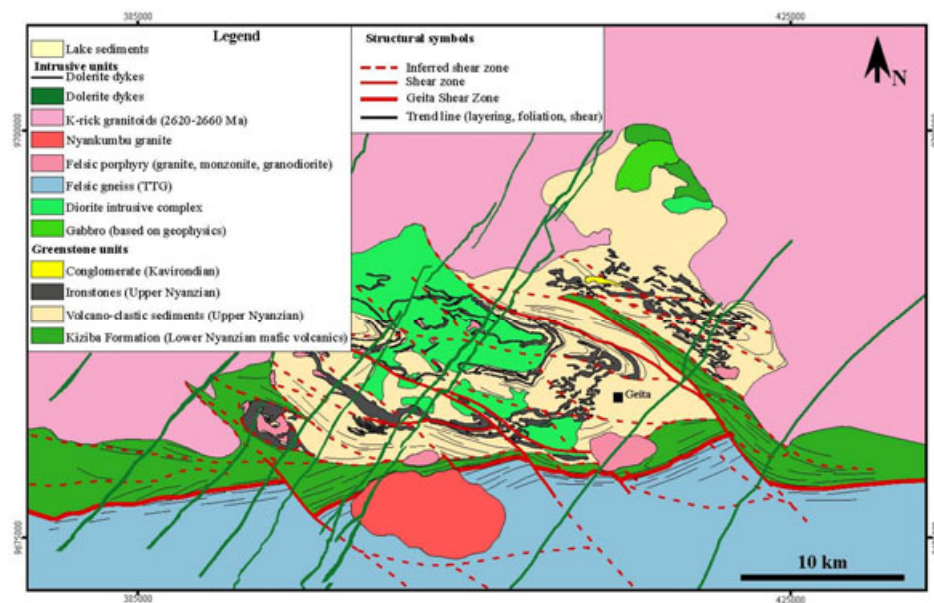 385000
425000
Legend
Lake sediments
Intrusive units
Dolerite dykes
Dolerite dykes
K-rick granitoids (2620-2660 Ma)
Nyankumbu granite
Felsic porphyry (granite, monzonite, granodiorite)
Felsic gneiss (TTG)
Diorite intrusive complex
Gabbro (based on geophysics)
Greenstone units
Conglomerate (Kavirondian)
Ironstones (Upper Nyanzian)
Volcano-clastic sediments (Upper Nyanzian)
Kiziba Formation (Lower Nyanzian mafic volcanics)
Structural symbols
Inferred shear zone
Shear zone
Geita Shear Zone
Trend line (layering, foliation, shear)
N
9700000
Geita
9675000
10 km
385000
425000